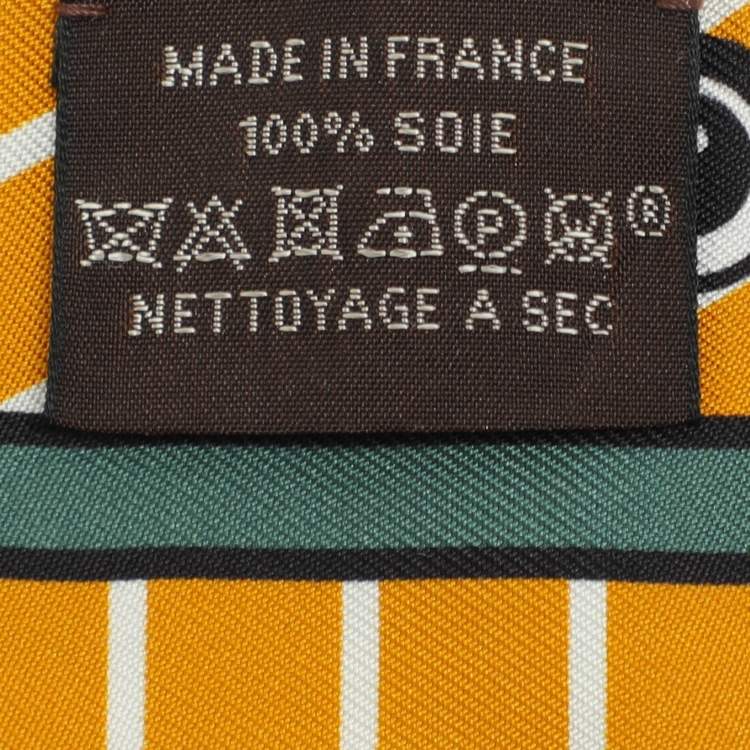 MADE IN FRANCE
100% SOIE
P W ®
NETTOYAGE A SEC